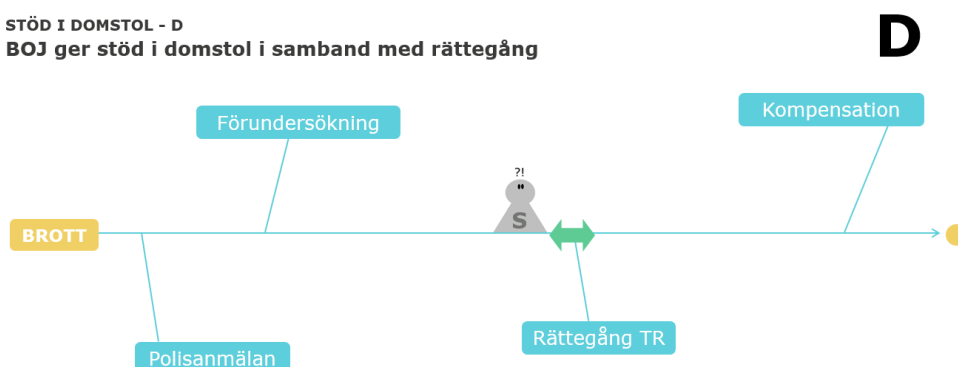 STÖD I DOMSTOL – D
BOJ ger stöd i domstol i samband med rättegång
D
Kompensation
Förundersökning
?!
S
BROTT
Rättegång TR
Polisanmälan